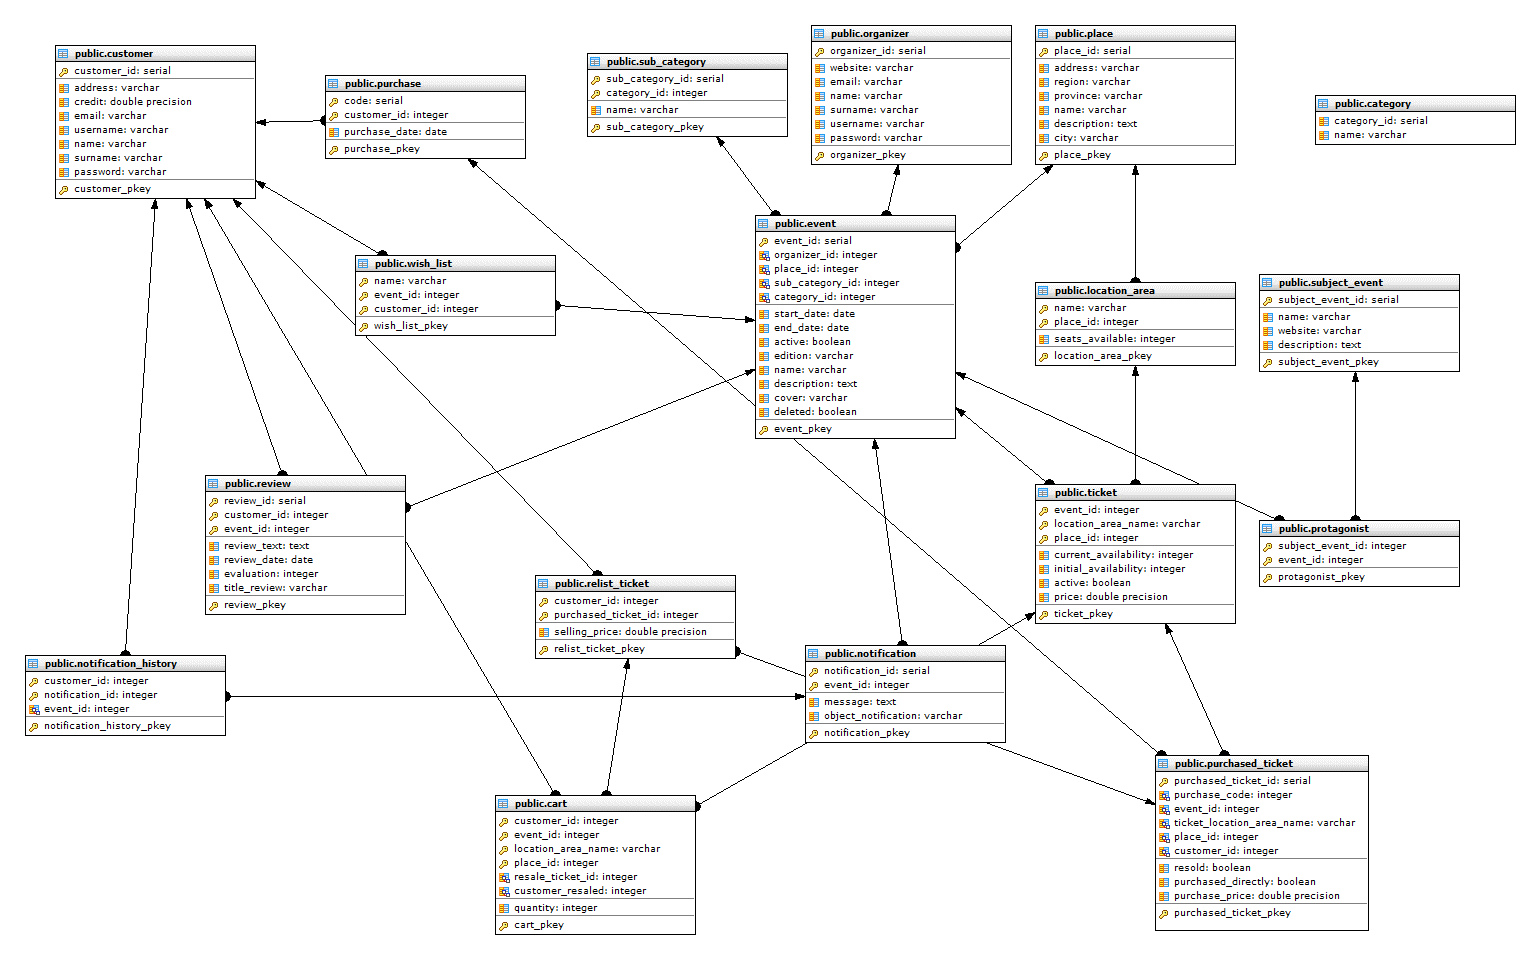 public.customer
customer_id: serial
address: varchar
credit: double precision
email: varchar
username: varchar
name: varchar
surname: varchar
password: varchar
customer_pkey
public.purchase
code: serial
customer_id: integer
purchase_date: date
purchase_pkey
public.sub_category
sub_category_id: serial
category_id: integer
name: varchar
sub_category_pkey
public.organizer
organizer_id: serial
website: varchar
email: varchar
name: varchar
surname: varchar
username: varchar
password: varchar
organizer_pkey
public.place
place_id: serial
address: varchar
region: varchar
province: varchar
name: varchar
description: text
city: varchar
place_pkey
public.category
category_id: serial
name: varchar
public.wish_list
name: varchar
event_id: integer
customer_id: integer
wish_list_pkey
public.event
event_id: serial
organizer_id: integer
place_id: integer
sub_category_id: integer
category_id: integer
start_date: date
end_date: date
active: boolean
edition: varchar
name: varchar
description: text
cover: varchar
deleted: boolean
event_pkey
public.location_area
name: varchar
place_id: integer
seats_available: integer
location_area_pkey
public.subject_event
subject_event_id: serial
name: varchar
website: varchar
description: text
subject_event_pkey
public.review
review_id: serial
customer_id: integer
event_id: integer
review_text: text
review_date: date
evaluation: integer
title_review: varchar
review_pkey
public.relist_ticket
customer_id: integer
purchased_ticket_id: integer
selling_price: double precision
relist_ticket_pkey
public.ticket
event_id: integer
location_area_name: varchar
place_id: integer
current_availability: integer
initial_availability: integer
active: boolean
price: double precision
ticket_pkey
public.protagonist
subject_event_id: integer
event_id: integer
protagonist_pkey
public.notification_history
customer_id: integer
notification_id: integer
event_id: integer
notification_history_pkey
public.notification
notification_id: serial
event_id: integer
message: text
object_notification: varchar
notification_pkey
public.cart
customer_id: integer
event_id: integer
location_area_name: varchar
place_id: integer
resale_ticket_id: integer
customer_resaled: integer
quantity: integer
cart_pkey
public.purchased_ticket
purchased_ticket_id: serial
purchase_code: integer
event_id: integer
ticket_location_area_name: varchar
place_id: integer
customer_id: integer
resold: boolean
purchased_directly: boolean
purchase_price: double precision
purchased_ticket_pkey